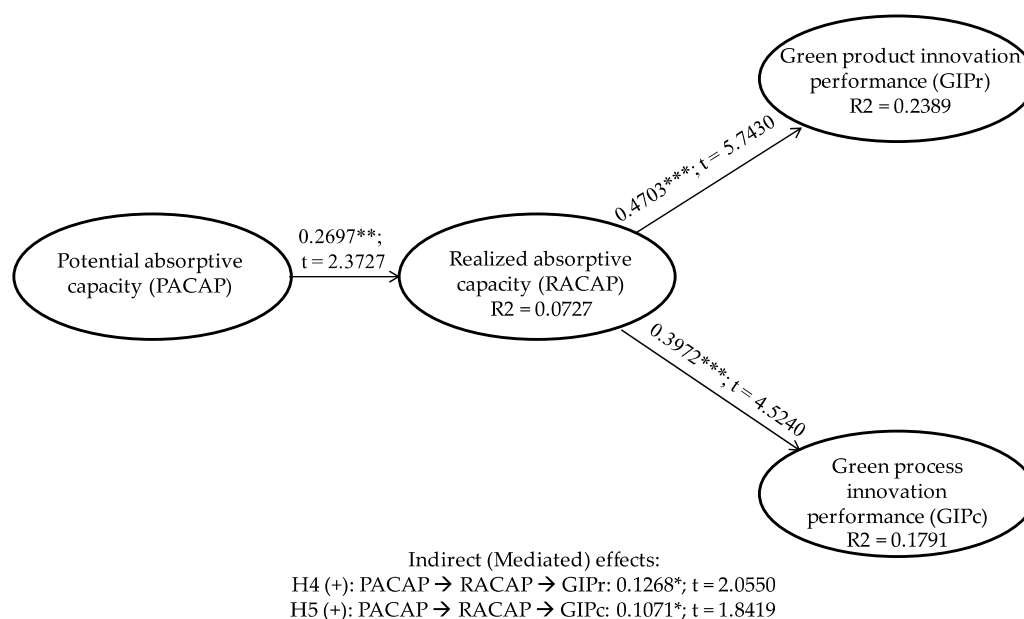 Green product innovation
performance (GIPr)
R2 = 0.2389
0.4703***; t = 5.7430
0.2697**;
t = 2.3727
Potential absorptive
capacity (PACAP)
Realized absorptive
capacity (RACAP)
R2 = 0.0727
0.3972***; t = 4.5240
Green process
innovation
performance (GIPc)
R2 = 0.1791
Indirect (Mediated) effects:
H4 (+): PACAP → RACAP → GIPr: 0.1268*; t = 2.0550
H5 (+): PACAP → RACAP → GIPc: 0.1071*; t = 1.8419